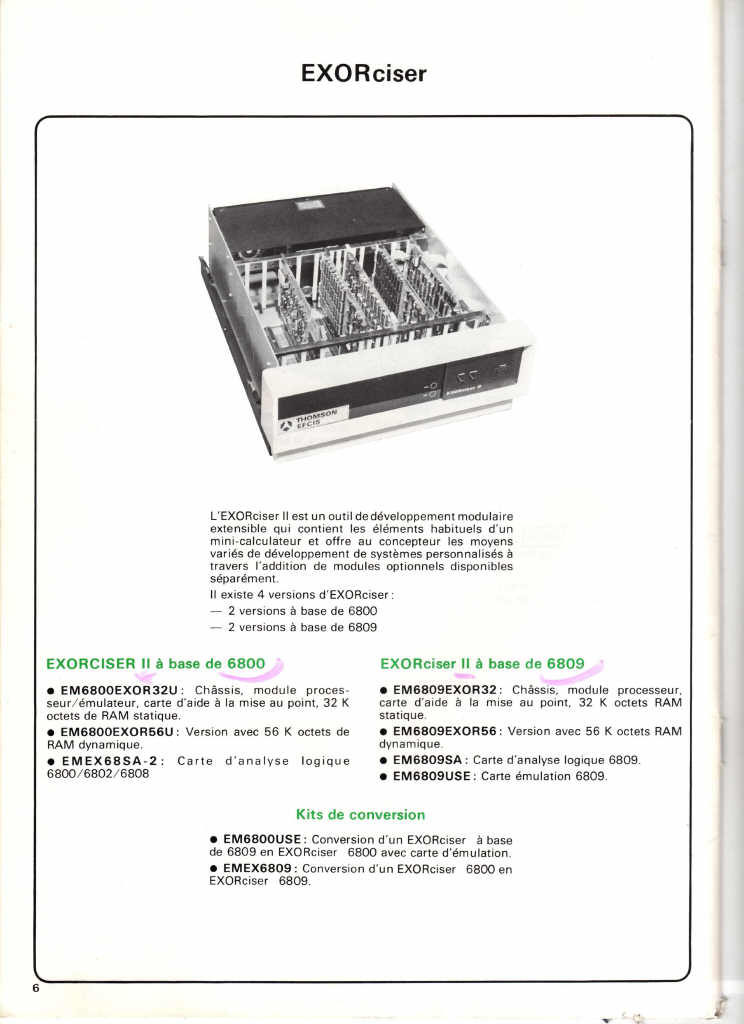 EXORciser
THOMSON
EFCIS
EXORciser II
L'EXORciser II est un outil de développement modulaire
extensible qui contient les éléments habituels d'un
mini-calculateur et offre au concepteur les moyens
variés de développement de systèmes personnalisés à
travers l'addition de modules optionnels disponibles
séparément.
Il existe 4 versions d'EXORciser :
— 2 versions à base de 6800
— 2 versions à base de 6809
EXORCISER II à base de 6800
● EM6800EXOR32U : Châssis, module proces-
seur/émulateur, carte d'aide à la mise au point, 32 K
octets de RAM statique.
● EM6800EXOR56U : Version avec 56 K octets de
RAM dynamique.
● EMEX68SA-2 : Carte d'analyse logique
6800/6802/6808
EXORciser II à base de 6809
● EM6809EXOR32 : Châssis, module processeur,
carte d'aide à la mise au point, 32 K octets RAM
statique.
● EM6809EXOR56 : Version avec 56 K octets RAM
dynamique.
● EM6809SA : Carte d'analyse logique 6809.
● EM6809USE : Carte émulation 6809.
Kits de conversion
● EM6800USE : Conversion d'un EXORciser à base
de 6809 en EXORciser 6800 avec carte d'émulation.
● EMEX6809 : Conversion d'un EXORciser 6800 en
EXORciser 6809.
6